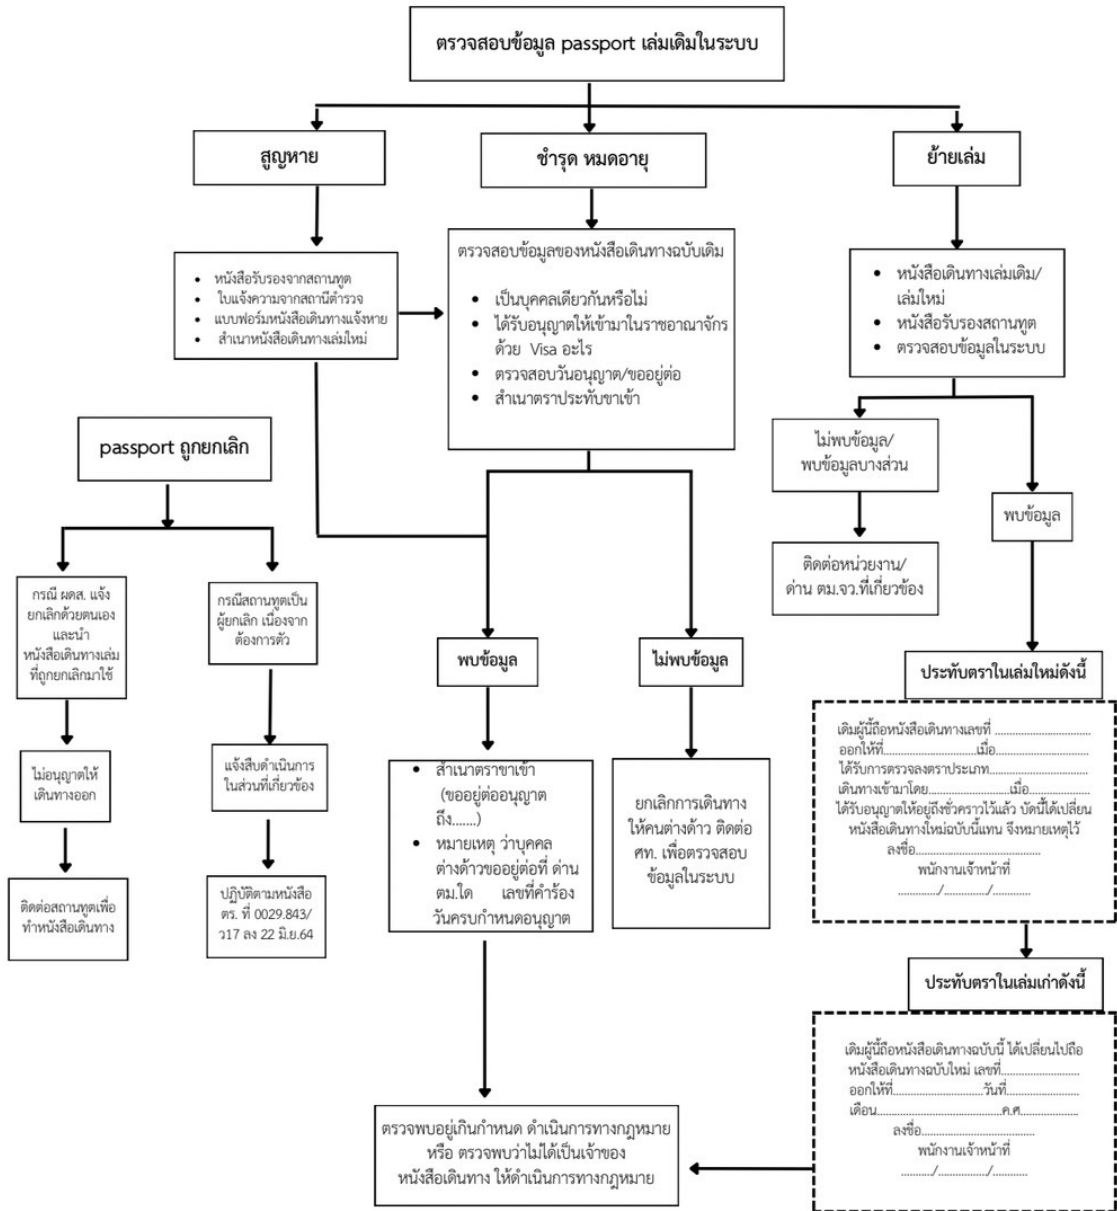 ตรวจสอบข้อมูล passport เล่มเดิมในระบบ
สูญหาย
ชำรุด หมดอายุ
ย้ายเล่ม
• หนังสือรับรองจากสถานทูต
• ใบแจ้งความจากสถานีตำรวจ
• แบบฟอร์มหนังสือเดินทางแจ้งหาย
• สำเนาหนังสือเดินทางเล่มใหม่
ตรวจสอบข้อมูลของหนังสือเดินทางฉบับเดิม
• เป็นบุคคลเดียวกันหรือไม่
• ได้รับอนุญาตให้เข้ามาในราชอาณาจักร
ด้วย Visa อะไร
• ตรวจสอบวันอนุญาต/ขออยู่ต่อ
• สำเนาตราประทับขาเข้า
• หนังสือเดินทางเล่มเดิม/
เล่มใหม่
• หนังสือรับรองสถานทูต
• ตรวจสอบข้อมูลในระบบ
passport ถูกยกเลิก
ไม่พบข้อมูล/
พบข้อมูลบางส่วน
พบข้อมูล
ติดต่อหน่วยงาน/
ด่าน ตม.จว.ที่เกี่ยวข้อง
กรณี ผดส. แจ้ง
ยกเลิกด้วยตนเอง
และนำ
หนังสือเดินทางเล่ม
ที่ถูกยกเลิกมาใช้
กรณีสถานทูตเป็น
ผู้ยกเลิก เนื่องจาก
ต้องการตัว
ไม่อนุญาตให้
เดินทางออก
แจ้งสืบดำเนินการ
ในส่วนที่เกี่ยวข้อง
ติดต่อสถานทูตเพื่อ
ทำหนังสือเดินทาง
ปฏิบัติตามหนังสือ
ตร. ที่ 0029.843/
ว17 ลง 22 มิ.ย.64
พบข้อมูล
ไม่พบข้อมูล
• สำเนาตราขาเข้า
(ขออยู่ต่ออนุญาต
ถึง.......)
• หมายเหตุ ว่าบุคคล
ต่างด้าวขออยู่ต่อที่ ด่าน
ตม.ใด เลขที่คำร้อง
วันครบกำหนดอนุญาต
ยกเลิกการเดินทาง
ให้คนต่างด้าว ติดต่อ
ศท. เพื่อตรวจสอบ
ข้อมูลในระบบ
ประทับตราในเล่มใหม่ดังนี้
เดิมผู้นี้ถือหนังสือเดินทางเลขที่ ................................
ออกให้ที่...............................เมื่อ.............................
ได้รับการตรวจลงตราประเภท.................................
เดินทางเข้ามาโดย...........................เมื่อ....................
ได้รับอนุญาตให้อยู่ถึงชั่วคราวไว้แล้ว บัดนี้ได้เปลี่ยน
หนังสือเดินทางใหม่ฉบับนี้แทน จึงหมายเหตุไว้
ลงชื่อ..........................................
พนักงานเจ้าหน้าที่
............./............../.............
ประทับตราในเล่มเก่าดังนี้
เดิมผู้นี้ถือหนังสือเดินทางฉบับนี้ ได้เปลี่ยนไปถือ
หนังสือเดินทางฉบับใหม่ เลขที่..........................
ออกให้ที่..............................วันที่.......................
เดือน..........................................ค.ศ...................
ลงชื่อ......................................
พนักงานเจ้าหน้าที่
........../.............../............
ตรวจพบอยู่เกินกำหนด ดำเนินการทางกฎหมาย
หรือ ตรวจพบว่าไม่ได้เป็นเจ้าของ
หนังสือเดินทาง ให้ดำเนินการทางกฎหมาย